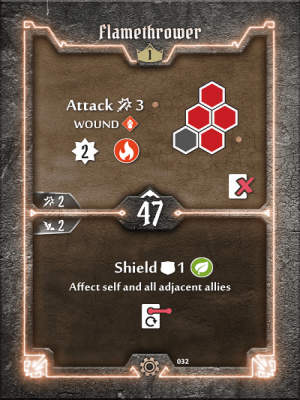 Flamethrower
1
Attack 3
WOUND
2
2
2
47
Shield 1
Affect self and all adjacent allies
032